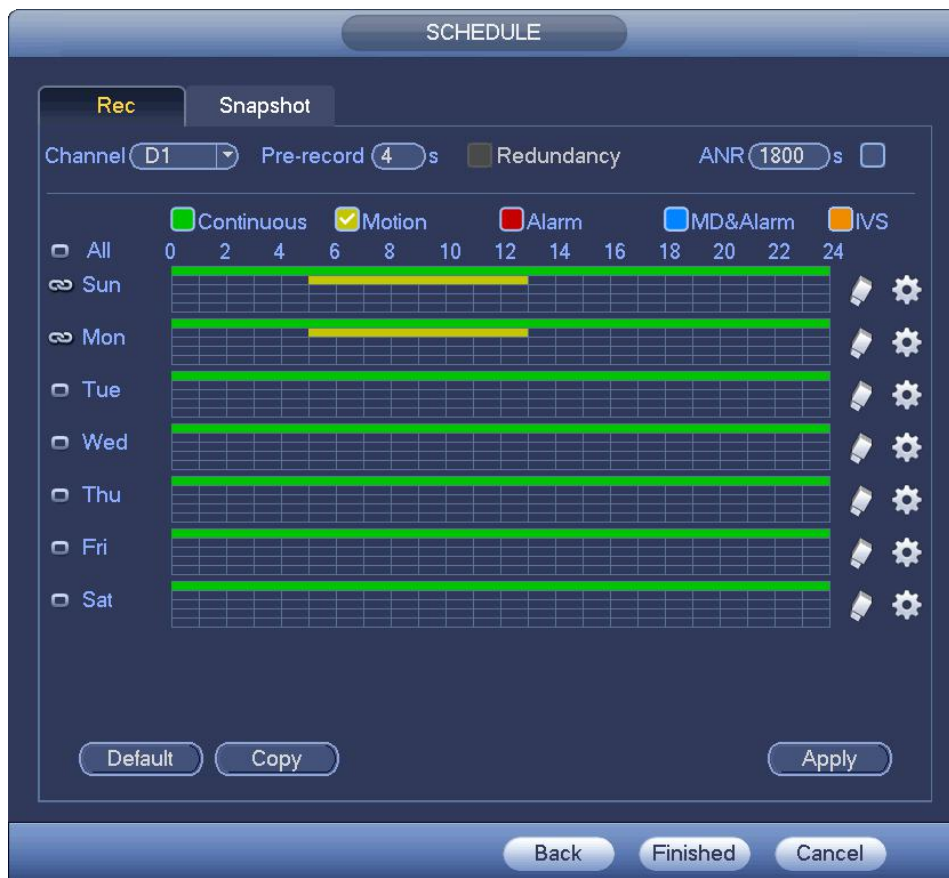 SCHEDULE
Rec Snapshot
Channel D1 Pre-record 4 s Redundancy ANR 1800 s
Continuous Motion Alarm MD&Alarm IVS
All 0 2 4 6 8 10 12 14 16 18 20 22 24
Sun
Mon
Tue
Wed
Thu
Fri
Sat
Default Copy Apply
Back Finished Cancel